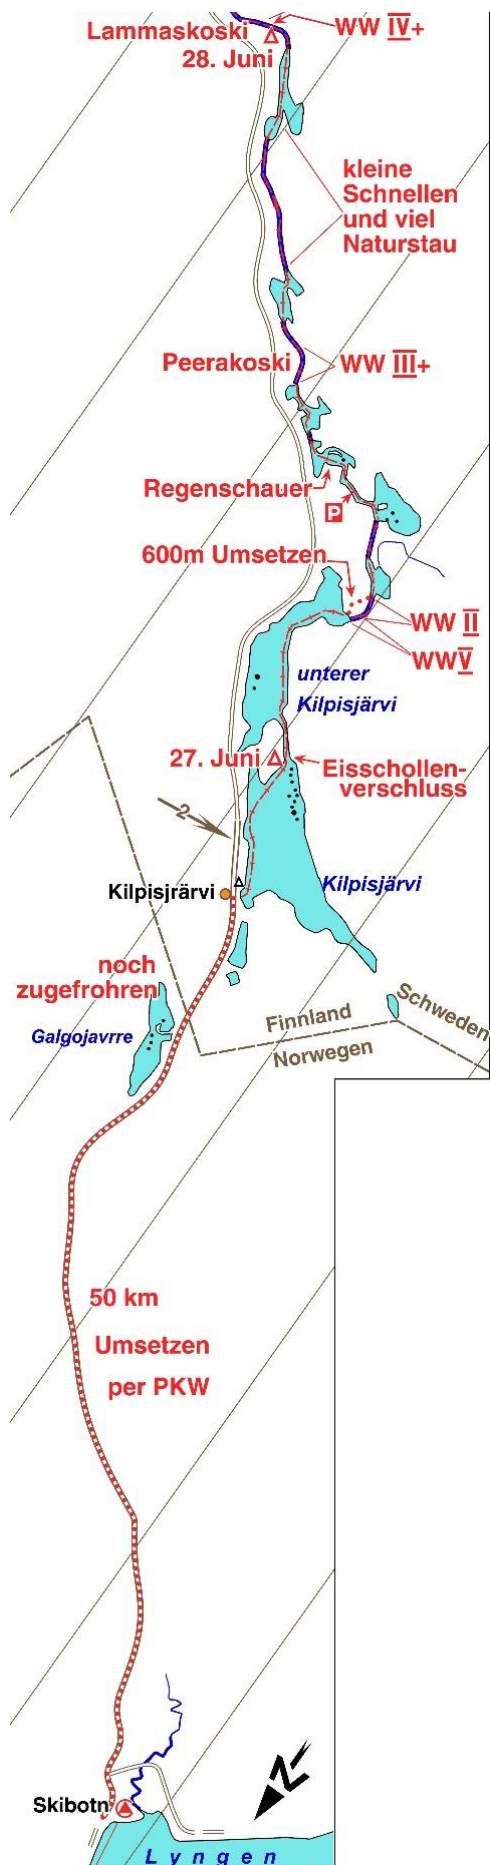 Lammaskoski
WW IV+
28. Juni
kleine
Schnellen
und viel
Naturstau
Peerakoski
WW III+
Regenschauer
P
600m Umsetzen
WW II
WW V
unterer
Kilpisjärvi
27. Juni
Eisschollen-
verschluss
2
Kilpisjrärvi
Kilpisjärvi
noch
zugefrohren
Galgojavrre
Finnland
Schweden
Norwegen
50 km
Umsetzen
per PKW
N
Skibotn
Lyngen